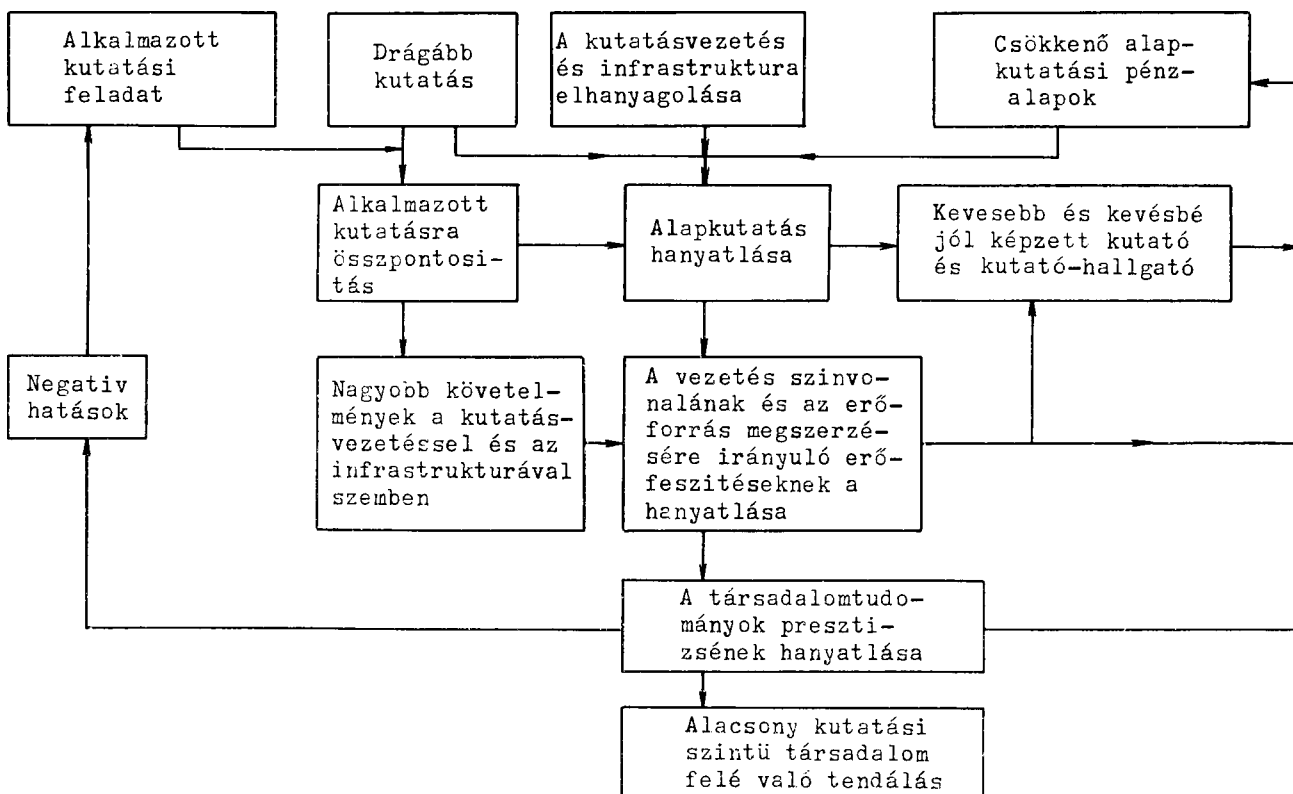 Alkalmazott
kutatási
feladat
Drágább
kutatás
A kutatásvezetés
és infrastruktura
elhanyagolása
Csökkenő alap-
kutatási pénz-
alapok
Alkalmazott
kutatásra
összpontosi-
tás
Alapkutatás
hanyatlása
Kevesebb és kevésbé
jól képzett kutató
és kutató-hallgató
Negativ
hatások
Nagyobb követel-
mények a kutatás-
vezetéssel és az
infrastrukturával
szemben
A vezetés szinvo-
nalának és az erő-
forrás megszerzé-
sére irányuló erő-
feszitéseknek a
hanyatlása
A társadalomtudo-
mányok preszti-
zsének hanyatlása
Alacsony kutatási
szintü társadalom
felé való tendálás